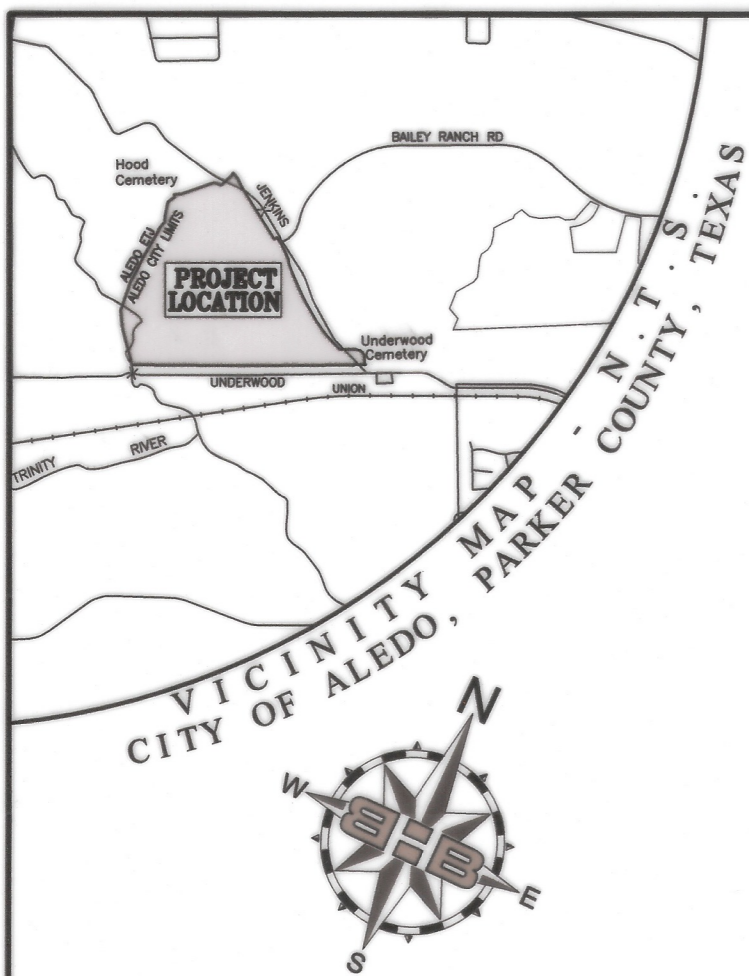 BAILEY RANCH RD
Hood
Cemetery
JENKINS
ALEDO ETJ
ALEDO CITY LIMITS
PROJECT
LOCATION
Underwood
Cemetery
UNDERWOOD
UNION
TRINITY RIVER
VICINITY MAP - N.T.S.
CITY OF ALEDO, PARKER COUNTY, TEXAS
N
W
B B
E
S